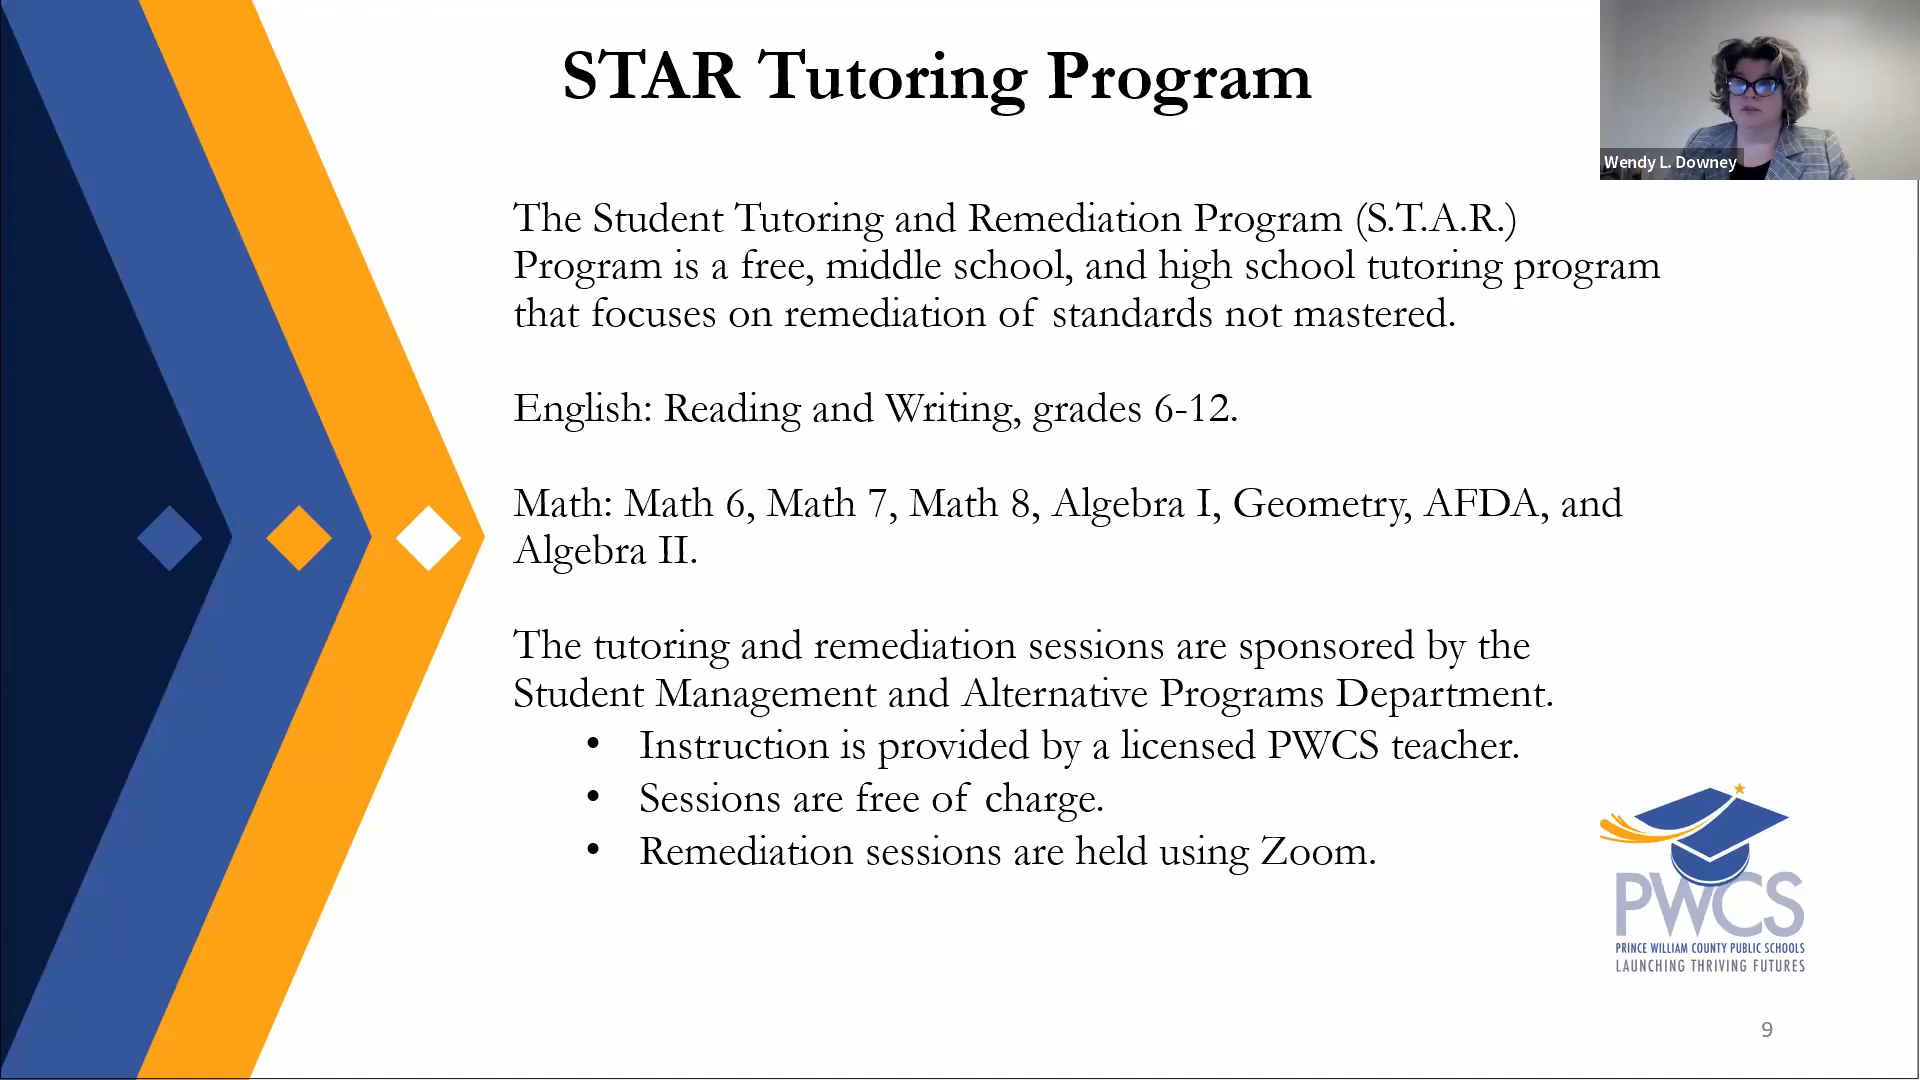 STAR Tutoring Program
Wendy L. Downey
The Student Tutoring and Remediation Program (S.T.A.R.)
Program is a free, middle school, and high school tutoring program
that focuses on remediation of standards not mastered.
English: Reading and Writing, grades 6-12.
Math: Math 6, Math 7, Math 8, Algebra I, Geometry, AFDA, and
Algebra II.
The tutoring and remediation sessions are sponsored by the
Student Management and Alternative Programs Department.
• Instruction is provided by a licensed PWCS teacher.
• Sessions are free of charge.
• Remediation sessions are held using Zoom.
PWCS
PRINCE WILLIAM COUNTY PUBLIC SCHOOLS
LAUNCHING THRIVING FUTURES
9